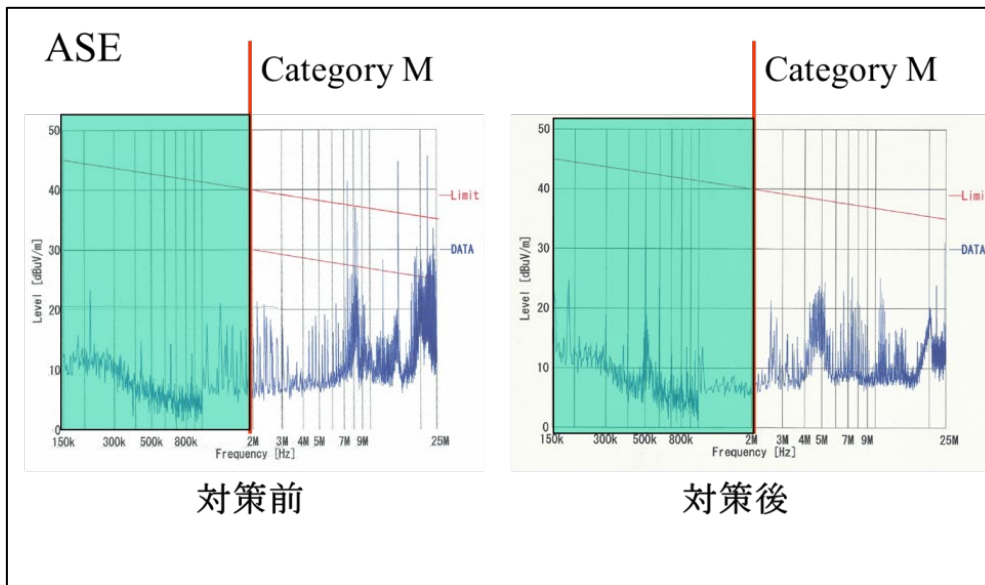 ASE
Category M
50
40
30
20
10
0
Level [dBuV/m]
Limit
DATA
150k 300k 500k 800k 2M 3M 4M 5M 7M 9M 25M
Frequency [Hz]
対策前
Category M
50
40
30
20
10
0
Level [dBuV/m]
Limi
DATA
150k 300k 500k 800k 2M 3M 4M 5M 7M 9M 25M
Frequency [Hz]
対策後